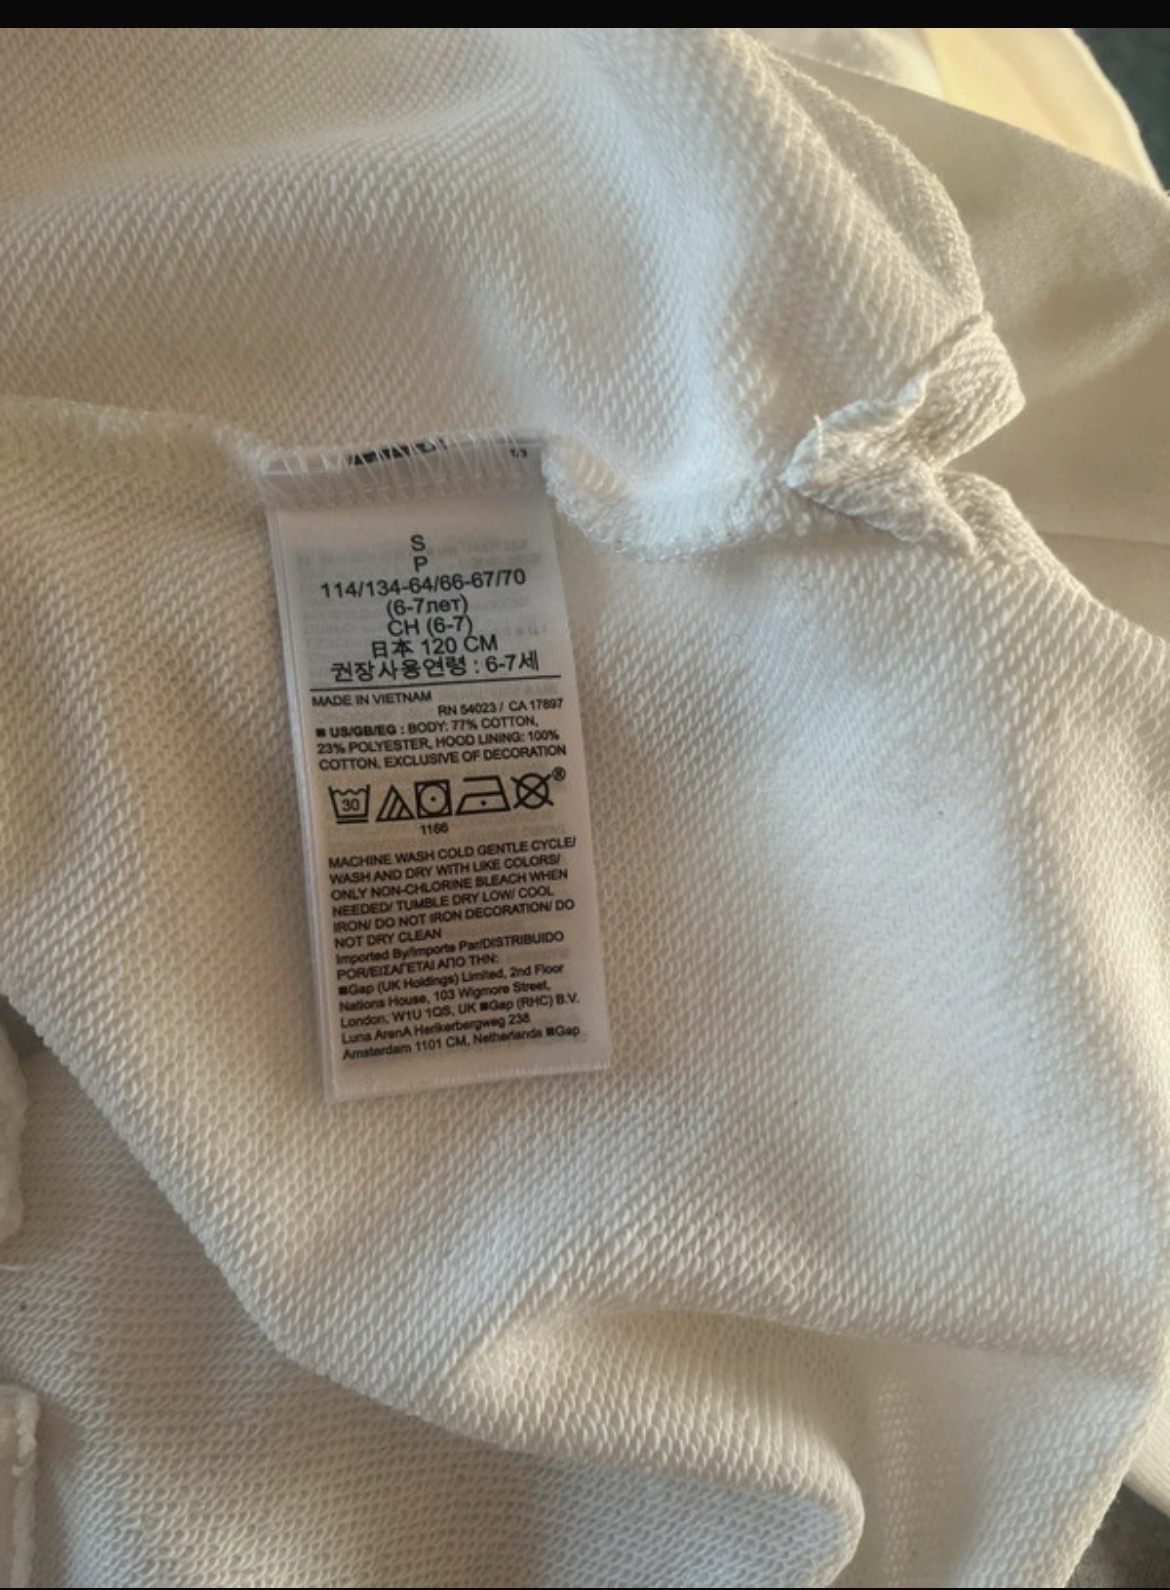 S
P
114/134-64/66-67/70
(6-7лет)
CH (6-7)
日本 120 CM
권장사용연령 : 6-7세
MADE IN VIETNAM
RN 54023 / CA 17897
■ US/GB/EG : BODY: 77% COTTON,
23% POLYESTER, HOOD LINING: 100%
COTTON, EXCLUSIVE OF DECORATION
30
®
1166
MACHINE WASH COLD GENTLE CYCLE/
WASH AND DRY WITH LIKE COLORS/
ONLY NON-CHLORINE BLEACH WHEN
NEEDED/ TUMBLE DRY LOW/ COOL
IRON/ DO NOT IRON DECORATION/ DO
NOT DRY CLEAN
Imported By/Importe Par/DISTRIBUIDO
POR/ΕΙΣΑΓΕΤΑΙ ΑΠΟ ΤΗΝ:
■Gap (UK Holdings) Limited, 2nd Floor
Nations House, 103 Wigmore Street,
London, W1U 1QS, UK ■Gap (RHC) B.V.
Luna ArenA Herikerbergweg 238
Amsterdam 1101 CM, Netherlands ■Gap